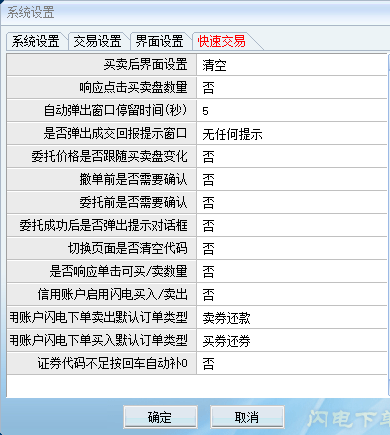 系统设置
系统设置 交易设置 界面设置 快速交易
买卖后界面设置 清空
响应点击买卖盘数量 否
自动弹出窗口停留时间(秒) 5
是否弹出成交回报提示窗口 无任何提示
委托价格是否跟随买卖盘变化 否
撤单前是否需要确认 否
委托前是否需要确认 否
委托成功后是否弹出提示对话框 否
切换页面是否清空代码 否
是否响应单击可买/卖数量 否
信用账户启用闪电买入/卖出 否
用账户闪电下单卖出默认订单类型 卖券还款
用账户闪电下单买入默认订单类型 买券还券
证券代码不足按回车自动补0 否
确定 取消
闪电下单